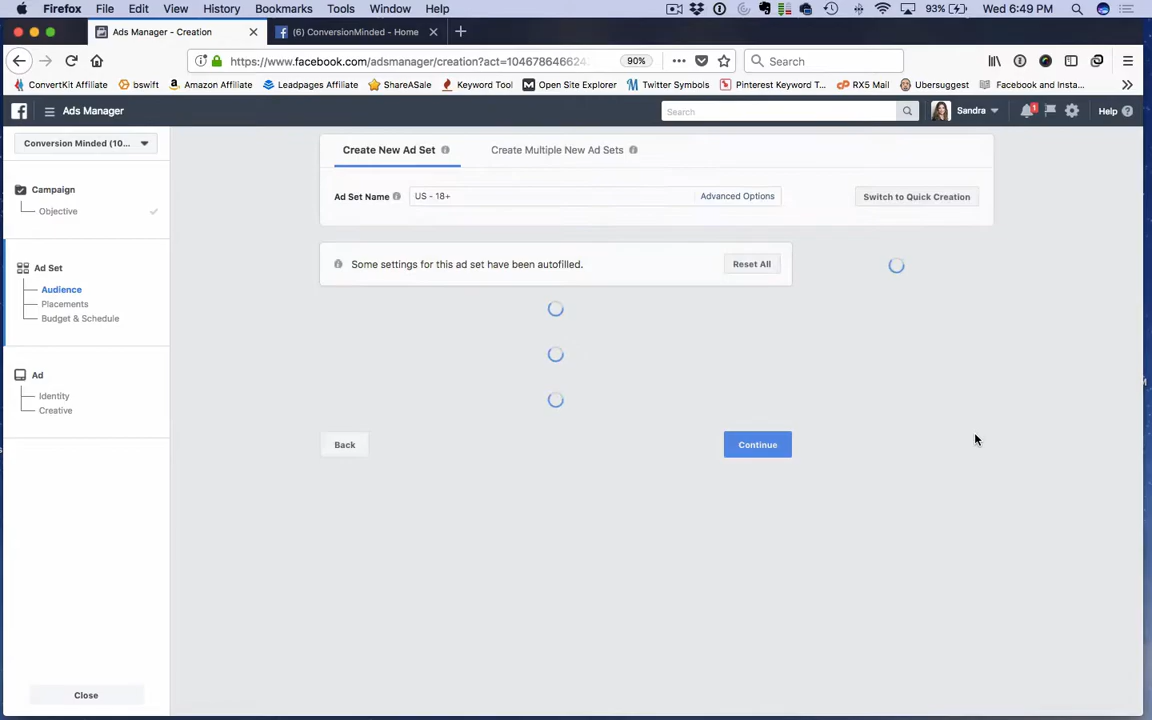 Firefox File Edit View History Bookmarks Tools Window Help 93% Wed 6:49 PM
Ads Manager - Creation (6) ConversionMinded - Home
https://www.facebook.com/adsmanager/creation?act=1046786466624 90% Search
ConvertKit Affiliate bswift Amazon Affiliate Leadpages Affiliate ShareASale Keyword Tool Open Site Explorer Twitter Symbols Pinterest Keyword T... RX5 Mail Ubersuggest Facebook and Insta...
Ads Manager Search Sandra 1 Help
Conversion Minded (10...
Create New Ad Set Create Multiple New Ad Sets
Campaign
Objective
Ad Set Name US - 18+ Advanced Options Switch to Quick Creation
Ad Set
Audience
Placements
Budget & Schedule
Some settings for this ad set have been autofilled. Reset All
Ad
Identity
Creative
Back Continue
Close